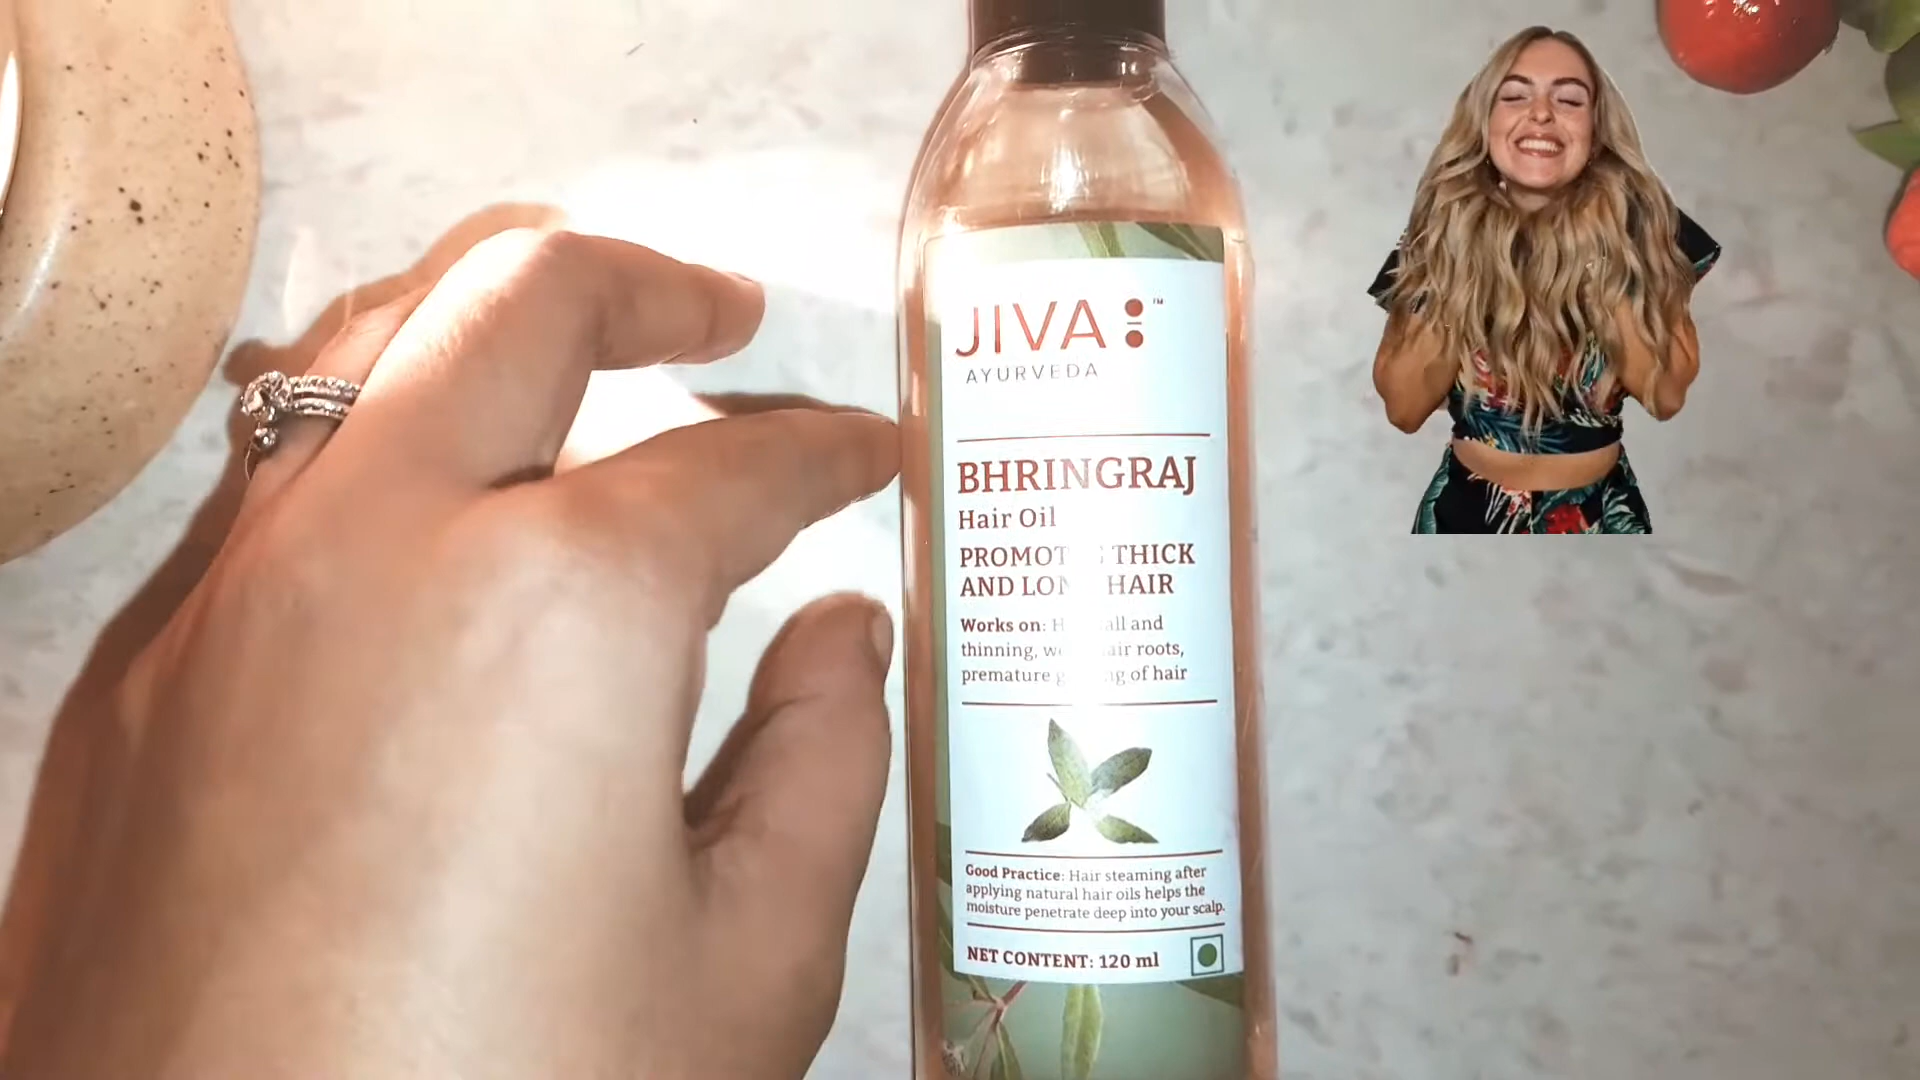 JIVA ™
AYURVEDA
BHRINGRAJ
Hair Oil
THICK
AND HAIR
Works on: and
thinning, roots,
premature of hair
Good Practice: Hair steaming after
applying natural hair oils helps the
moisture penetrate deep into your scalp.
NET CONTENT: 120 ml